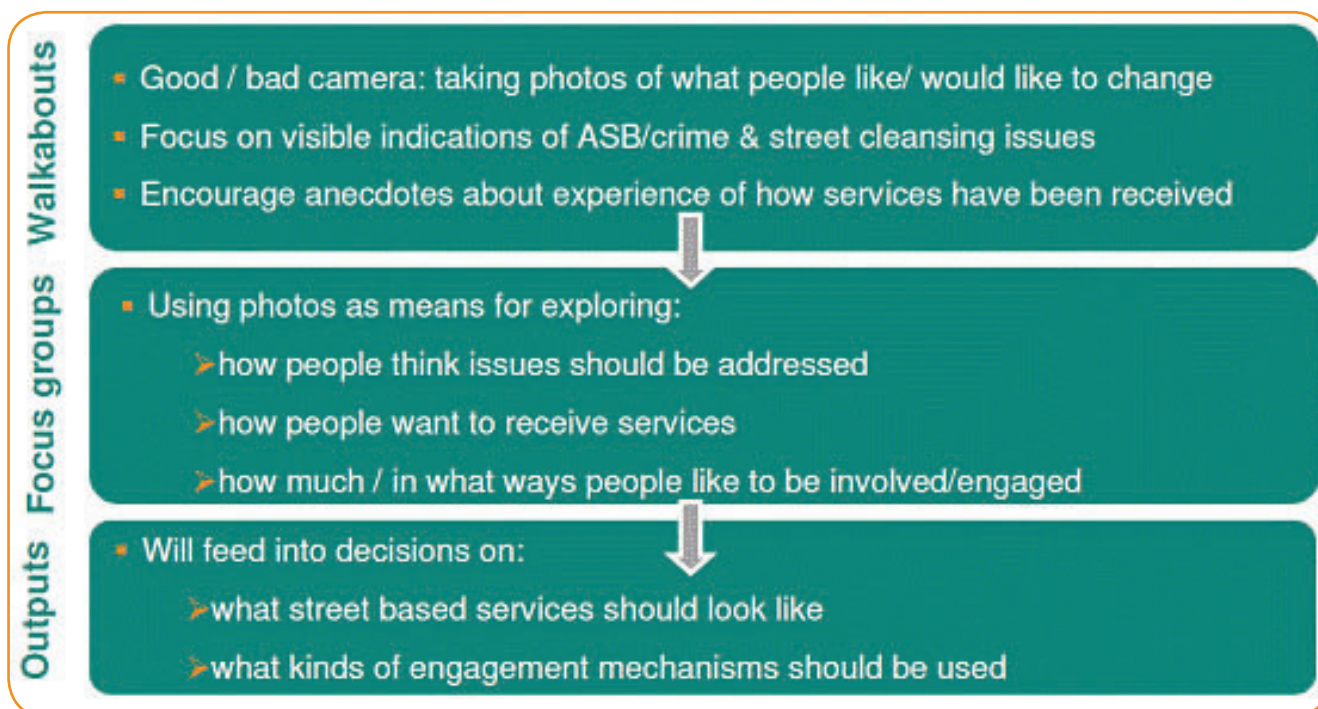 Walkabouts
▪ Good / bad camera: taking photos of what people like/ would like to change
▪ Focus on visible indications of ASB/crime & street cleansing issues
▪ Encourage anecdotes about experience of how services have been received
Focus groups
▪ Using photos as means for exploring:
➢how people think issues should be addressed
➢how people want to receive services
➢how much / in what ways people like to be involved/engaged
Outputs
▪ Will feed into decisions on:
➢what street based services should look like
➢what kinds of engagement mechanisms should be used